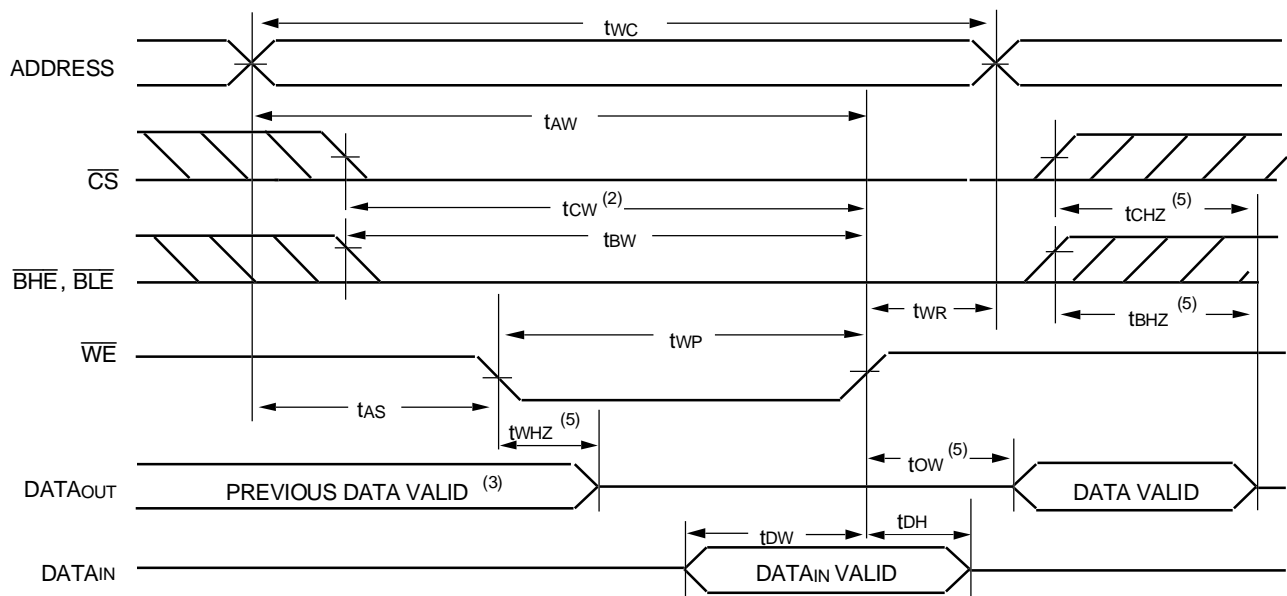 tWC
ADDRESS
tAW
CS
tCW (2)
tCHZ (5)
tBW
BHE, BLE
tWR
tBHZ (5)
tWP
WE
tAS
tWHZ (5)
tOW (5)
DATAOUT
PREVIOUS DATA VALID (3)
DATA VALID
tDW
tDH
DATAIN
DATAIN VALID